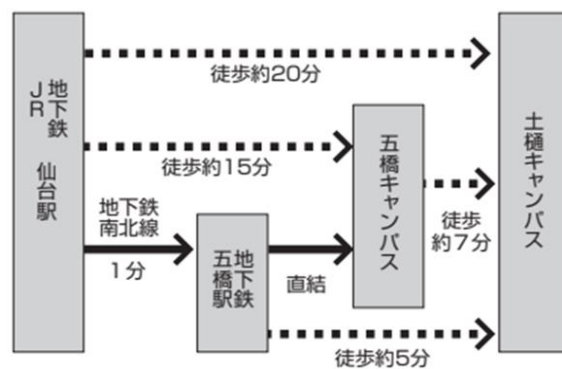 JR 地下鉄 仙台駅
徒歩約20分
徒歩約15分
地下鉄
南北線
1分
地下鉄
五橋駅
直結
五橋キャンパス
徒歩
約7分
徒歩約5分
土樋キャンパス